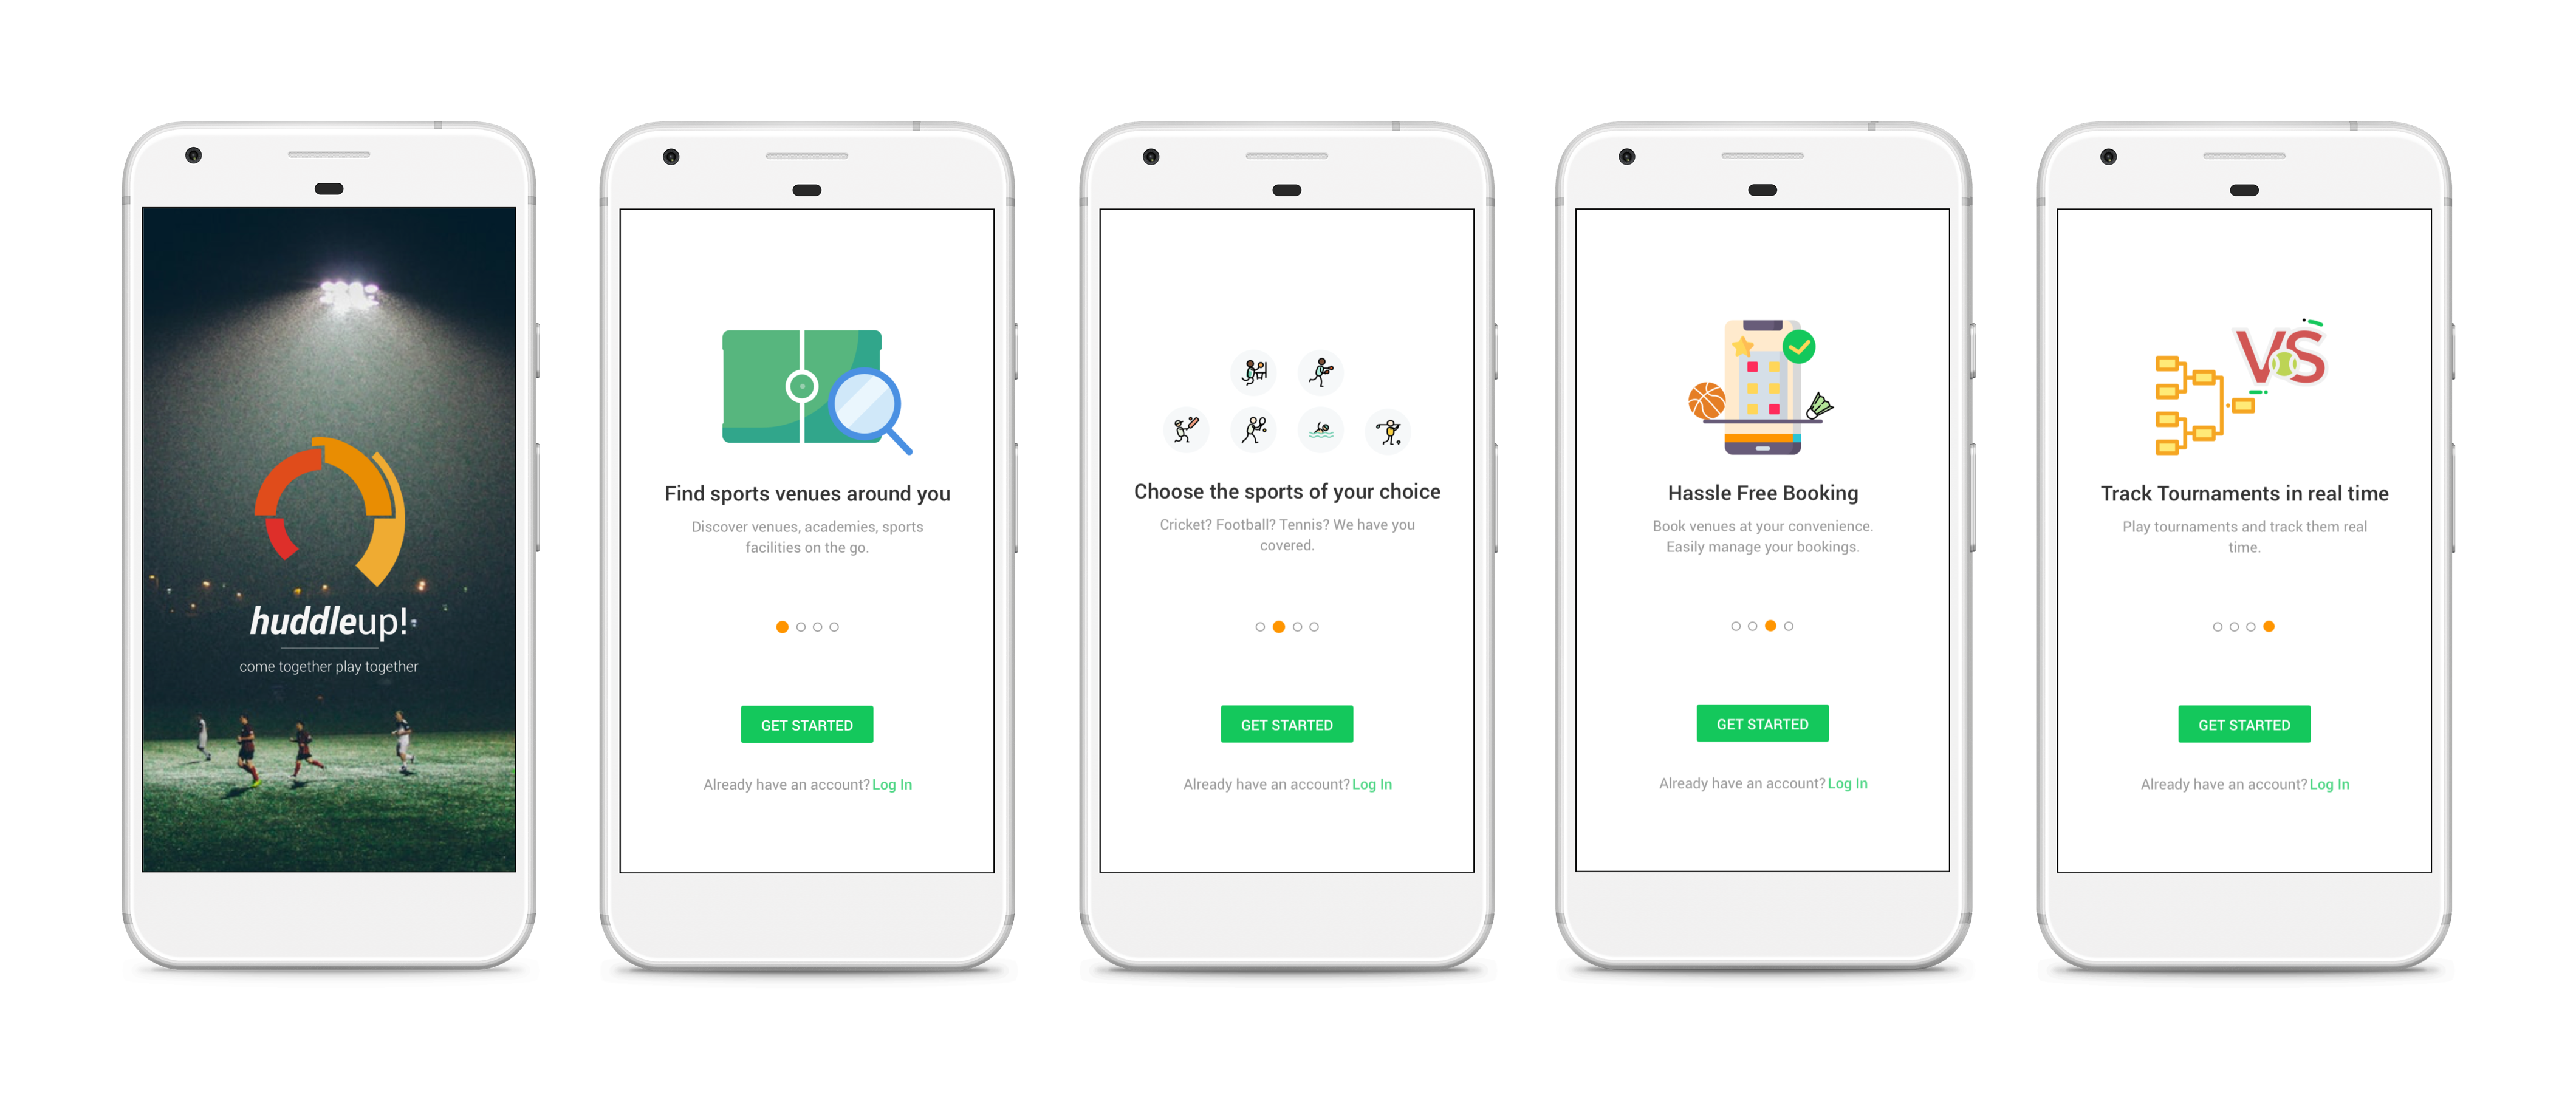 huddleup!
come together play together
Find sports venues around you
Discover venues, academies, sports
facilities on the go.
GET STARTED
Already have an account? Log In
Choose the sports of your choice
Cricket? Football? Tennis? We have you
covered.
GET STARTED
Already have an account? Log In
Hassle Free Booking
Book venues at your convenience.
Easily manage your bookings.
GET STARTED
Already have an account? Log In
VS
Track Tournaments in real time
Play tournaments and track them real
time.
GET STARTED
Already have an account? Log In